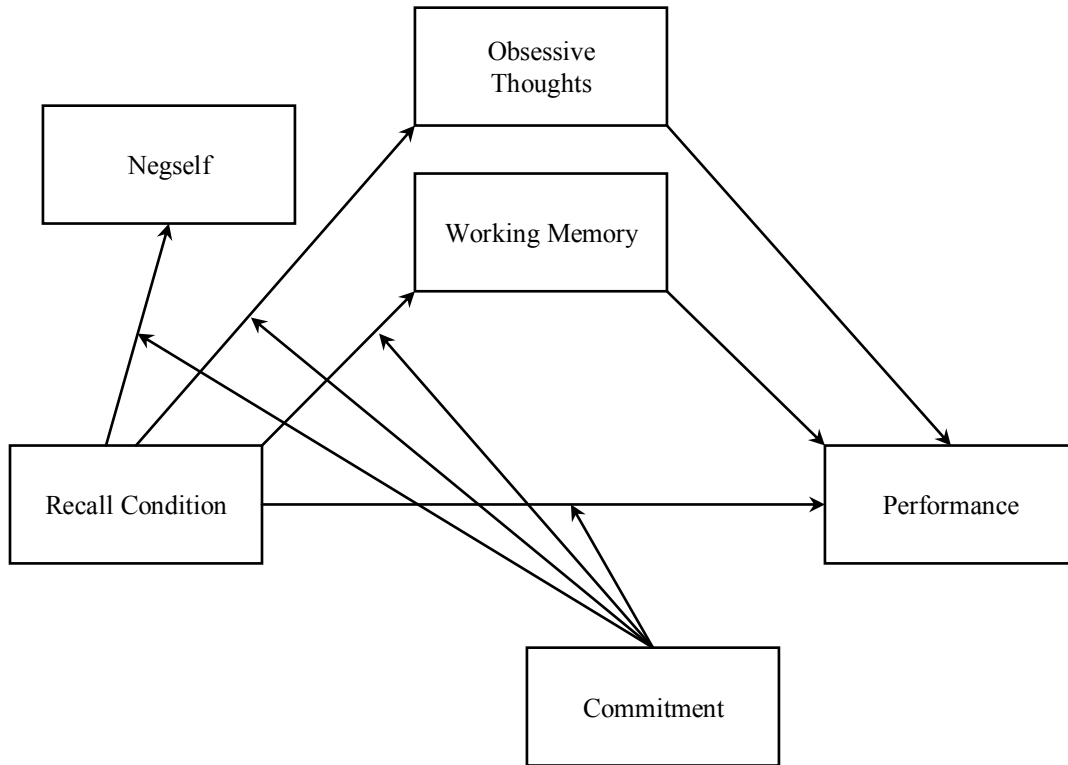 Obsessive
Thoughts
Negself
Working Memory
Recall Condition
Performance
Commitment